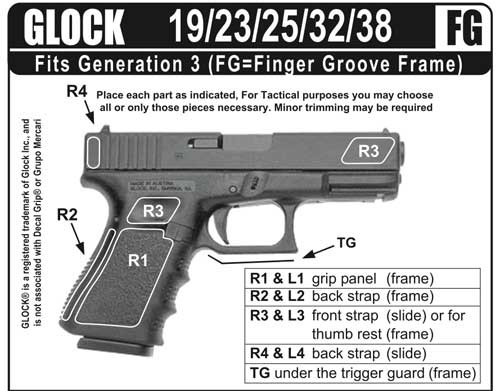 GLOCK 19/23/25/32/38 FG
Fits Generation 3 (FG=Finger Groove Frame)
R4
Place each part as indicated, For Tactical purposes you may choose
all or only those pieces necessary. Minor trimming may be required
GLOCK® is a registered trademark of Glock Inc., and
is not associated with Decal Grip® or Grupo Mercari
R3
MADE IN AUSTRIA
GLOCK, INC., SMYRNA, GA.
R3
R2
R1
TG
R1 & L1 grip panel (frame)
R2 & L2 back strap (frame)
R3 & L3 front strap (slide) or for
thumb rest (frame)
R4 & L4 back strap (slide)
TG under the trigger guard (frame)